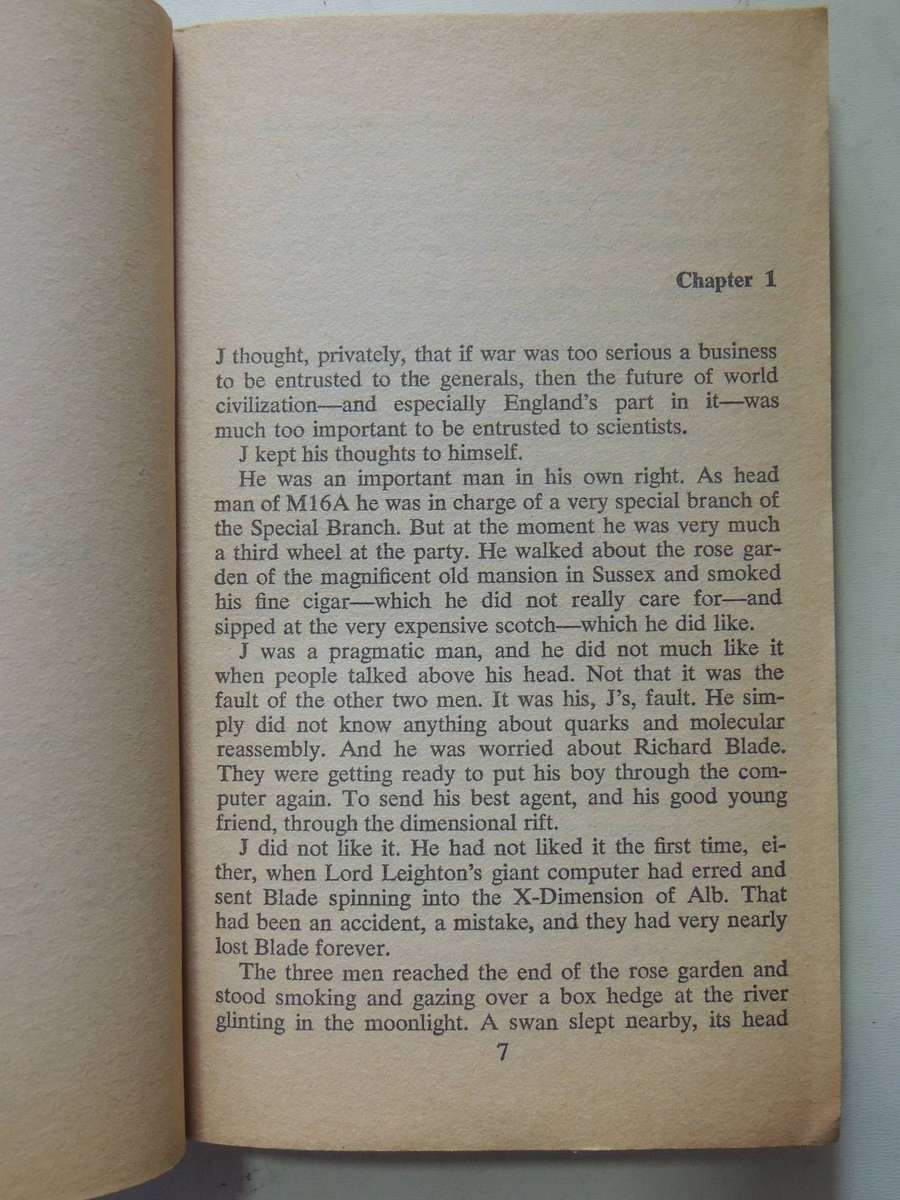 Chapter 1
J thought, privately, that if war was too serious a business
to be entrusted to the generals, then the future of world
civilization—and especially England's part in it—was
much too important to be entrusted to scientists.
J kept his thoughts to himself.
He was an important man in his own right. As head
man of M16A he was in charge of a very special branch of
the Special Branch. But at the moment he was very much
a third wheel at the party. He walked about the rose gar-
den of the magnificent old mansion in Sussex and smoked
his fine cigar—which he did not really care for—and
sipped at the very expensive scotch—which he did like.
J was a pragmatic man, and he did not much like it
when people talked above his head. Not that it was the
fault of the other two men. It was his, J's, fault. He sim-
ply did not know anything about quarks and molecular
reassembly. And he was worried about Richard Blade.
They were getting ready to put his boy through the com-
puter again. To send his best agent, and his good young
friend, through the dimensional rift.
J did not like it. He had not liked it the first time, ei-
ther, when Lord Leighton's giant computer had erred and
sent Blade spinning into the X-Dimension of Alb. That
had been an accident, a mistake, and they had very nearly
lost Blade forever.
The three men reached the end of the rose garden and
stood smoking and gazing over a box hedge at the river
glinting in the moonlight. A swan slept nearby, its head
7